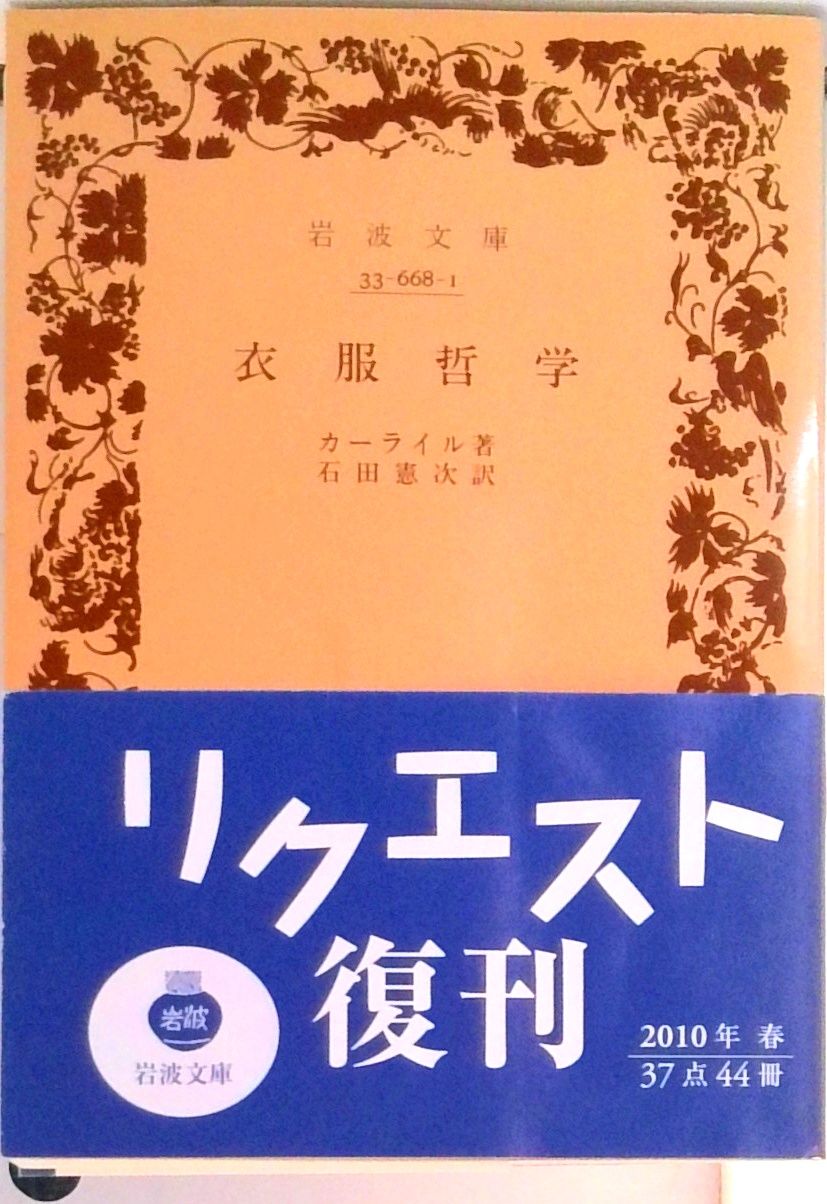 岩波文庫
33-668-1
衣服哲学
カーライル著
石田憲次訳
リクエスト
復刊
岩波
岩波文庫
2010年 春
37点44冊